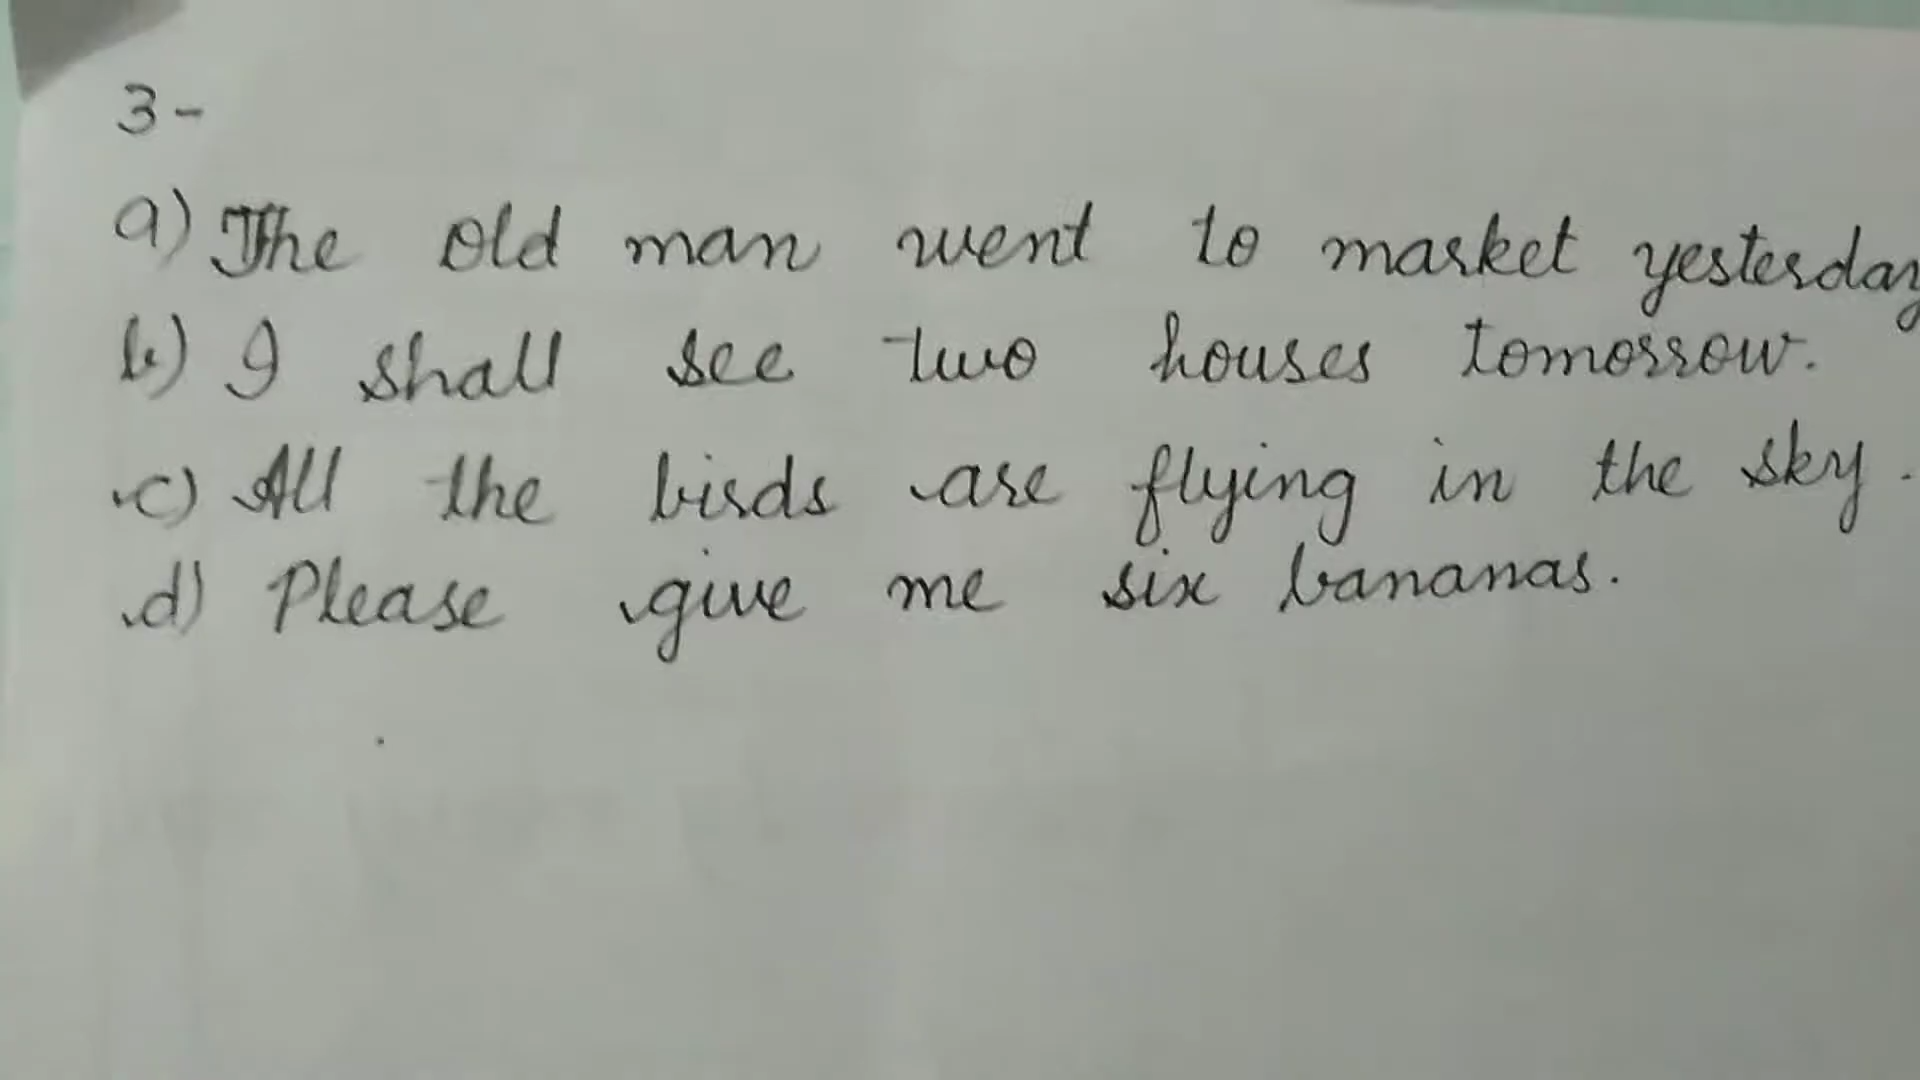 3-
a) The old man went to market yesterday
b) I shall see two houses tomorrow.
c) All the birds are flying in the sky.
d) Please give me six bananas.